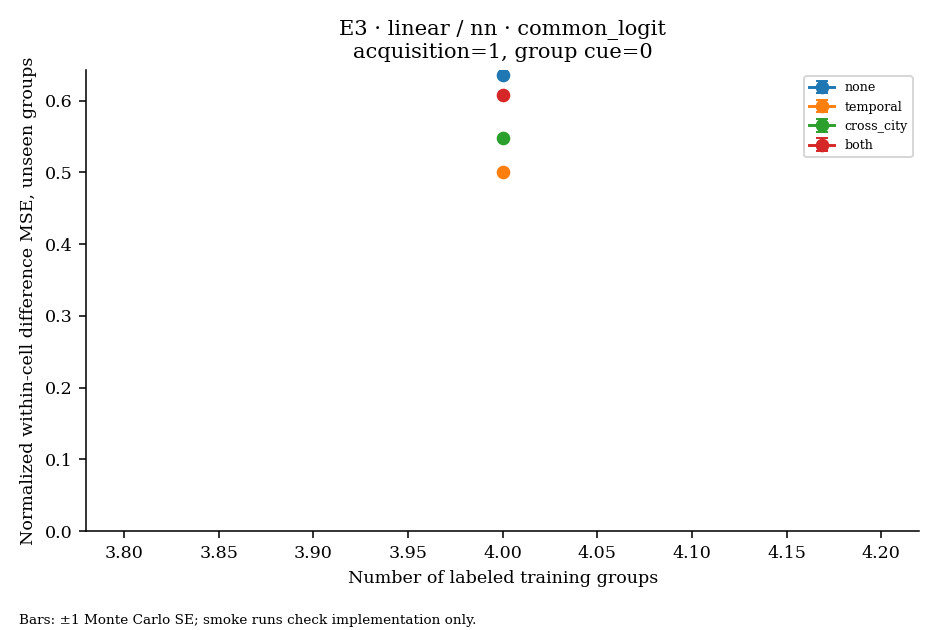 E3 · linear / nn · common_logit
acquisition=1, group cue=0
Normalized within-cell difference MSE, unseen groups
0.6
0.5
0.4
0.3
0.2
0.1
0.0
none
temporal
cross_city
both
3.80 3.85 3.90 3.95 4.00 4.05 4.10 4.15 4.20
Number of labeled training groups
Bars: ±1 Monte Carlo SE; smoke runs check implementation only.